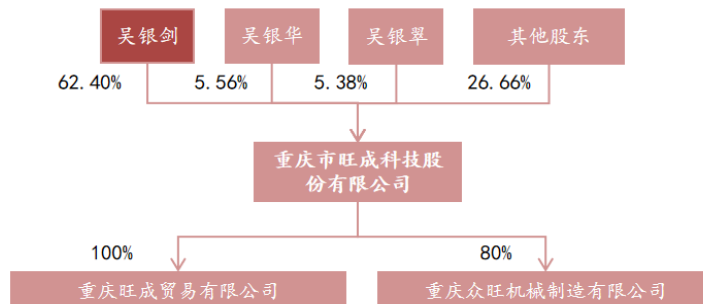 吴银剑
吴银华
吴银翠
其他股东
62.40%
5.56%
5.38%
26.66%
重庆市旺成科技股
份有限公司
100%
80%
重庆旺成贸易有限公司
重庆众旺机械制造有限公司